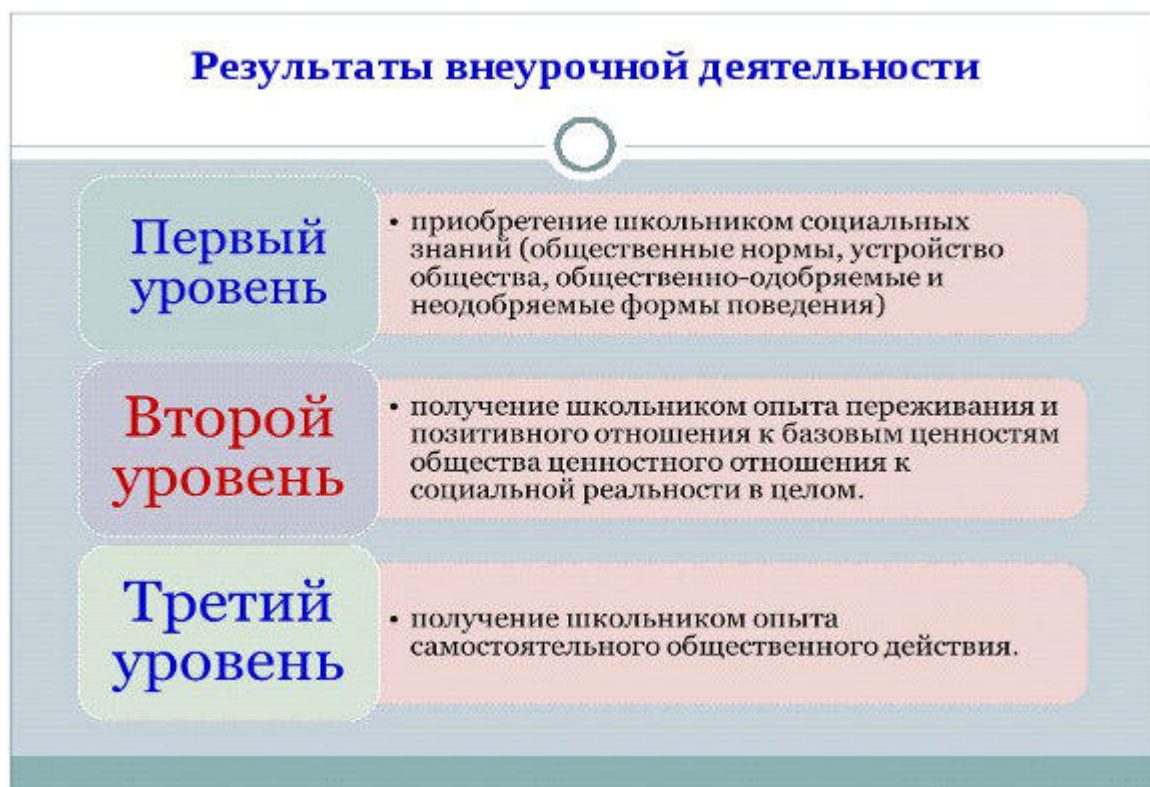 Результаты внеурочной деятельности
Первый
уровень
• приобретение школьником социальных
знаний (общественные нормы, устройство
общества, общественно-одобряемые и
неодобряемые формы поведения)
Второй
уровень
• получение школьником опыта переживания и
позитивного отношения к базовым ценностям
общества ценностного отношения к
социальной реальности в целом.
Третий
уровень
• получение школьником опыта
самостоятельного общественного действия.